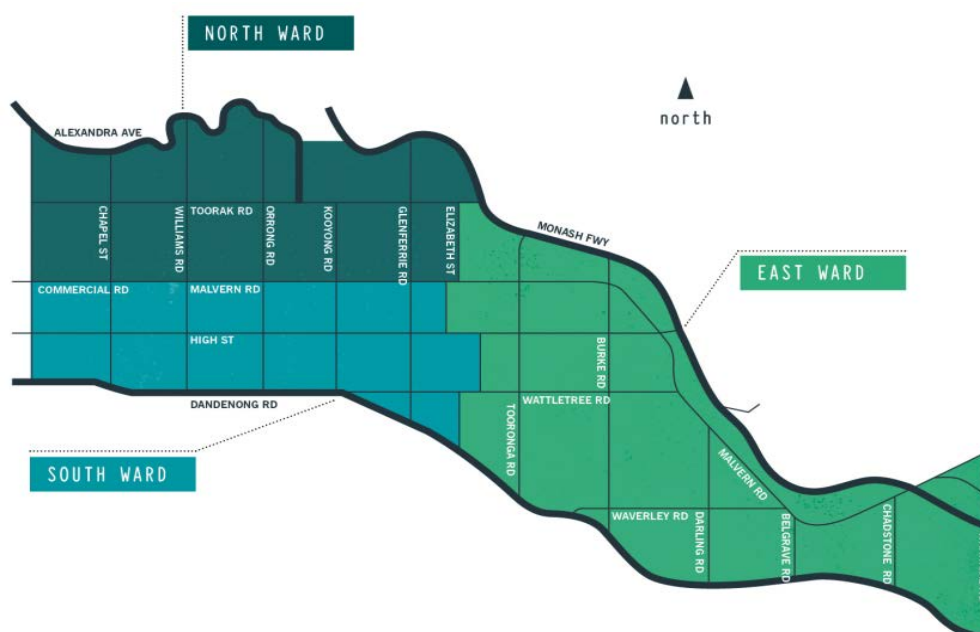 NORTH WARD
north
ALEXANDRA AVE
CHAPEL ST
WILLIAMS RD
TOORAK RD
ORRONG RD
KOOYONG RD
GLENFERRIE RD
ELIZABETH ST
MONASH FWY
EAST WARD
COMMERCIAL RD
MALVERN RD
HIGH ST
BURKE RD
DANDENONG RD
WATTLETREE RD
TOORONGA RD
SOUTH WARD
MALVERN RD
WAVERLEY RD
DARLING RD
BELGRAVE RD
CHADSTONE RD